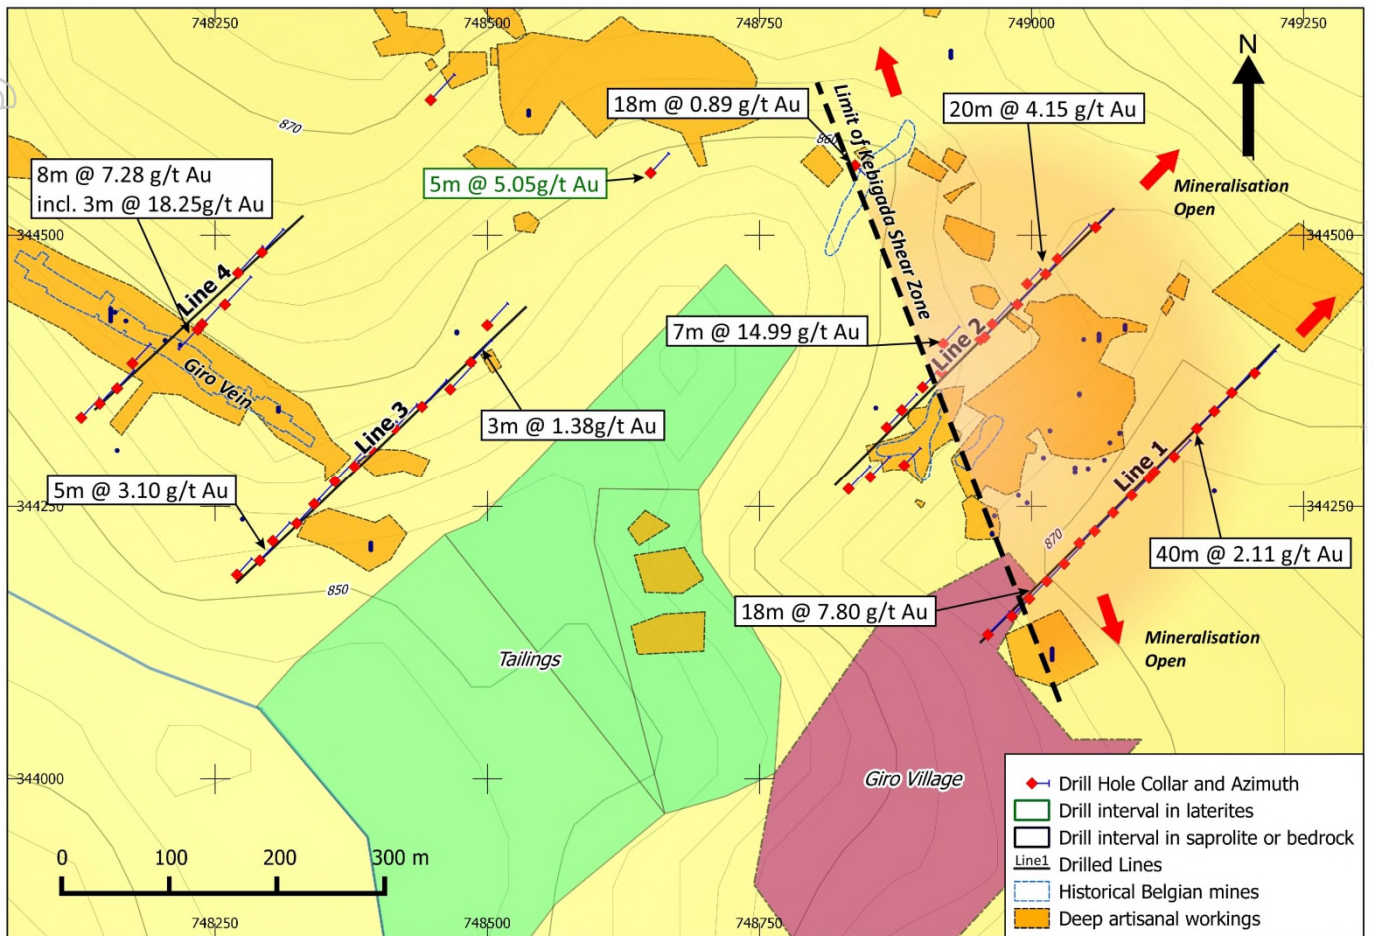 748250
748500
748750
749000
749250
N
870
18m @ 0.89 g/t Au
860
20m @ 4.15 g/t Au
8m @ 7.28 g/t Au
incl. 3m @ 18.25g/t Au
5m @ 5.05g/t Au
Limit of Kebigada Shear Zone
Mineralisation
Open
344500
344500
Line 4
Giro Vein
7m @ 14.99 g/t Au
Line 2
Line 3
3m @ 1.38g/t Au
Line 1
5m @ 3.10 g/t Au
344250
344250
870
40m @ 2.11 g/t Au
850
18m @ 7.80 g/t Au
Mineralisation
Open
Tailings
344000
Giro Village
0 100 200 300 m
Drill Hole Collar and Azimuth
Drill interval in laterites
Drill interval in saprolite or bedrock
Line1 Drilled Lines
Historical Belgian mines
Deep artisanal workings
748250
748500
748750